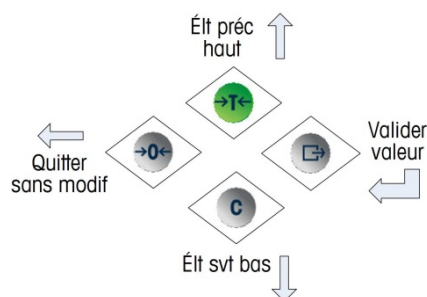 Élt préc
haut
→T←
→0←
Quitter
sans modif
Valider
valeur
C
Élt svt bas